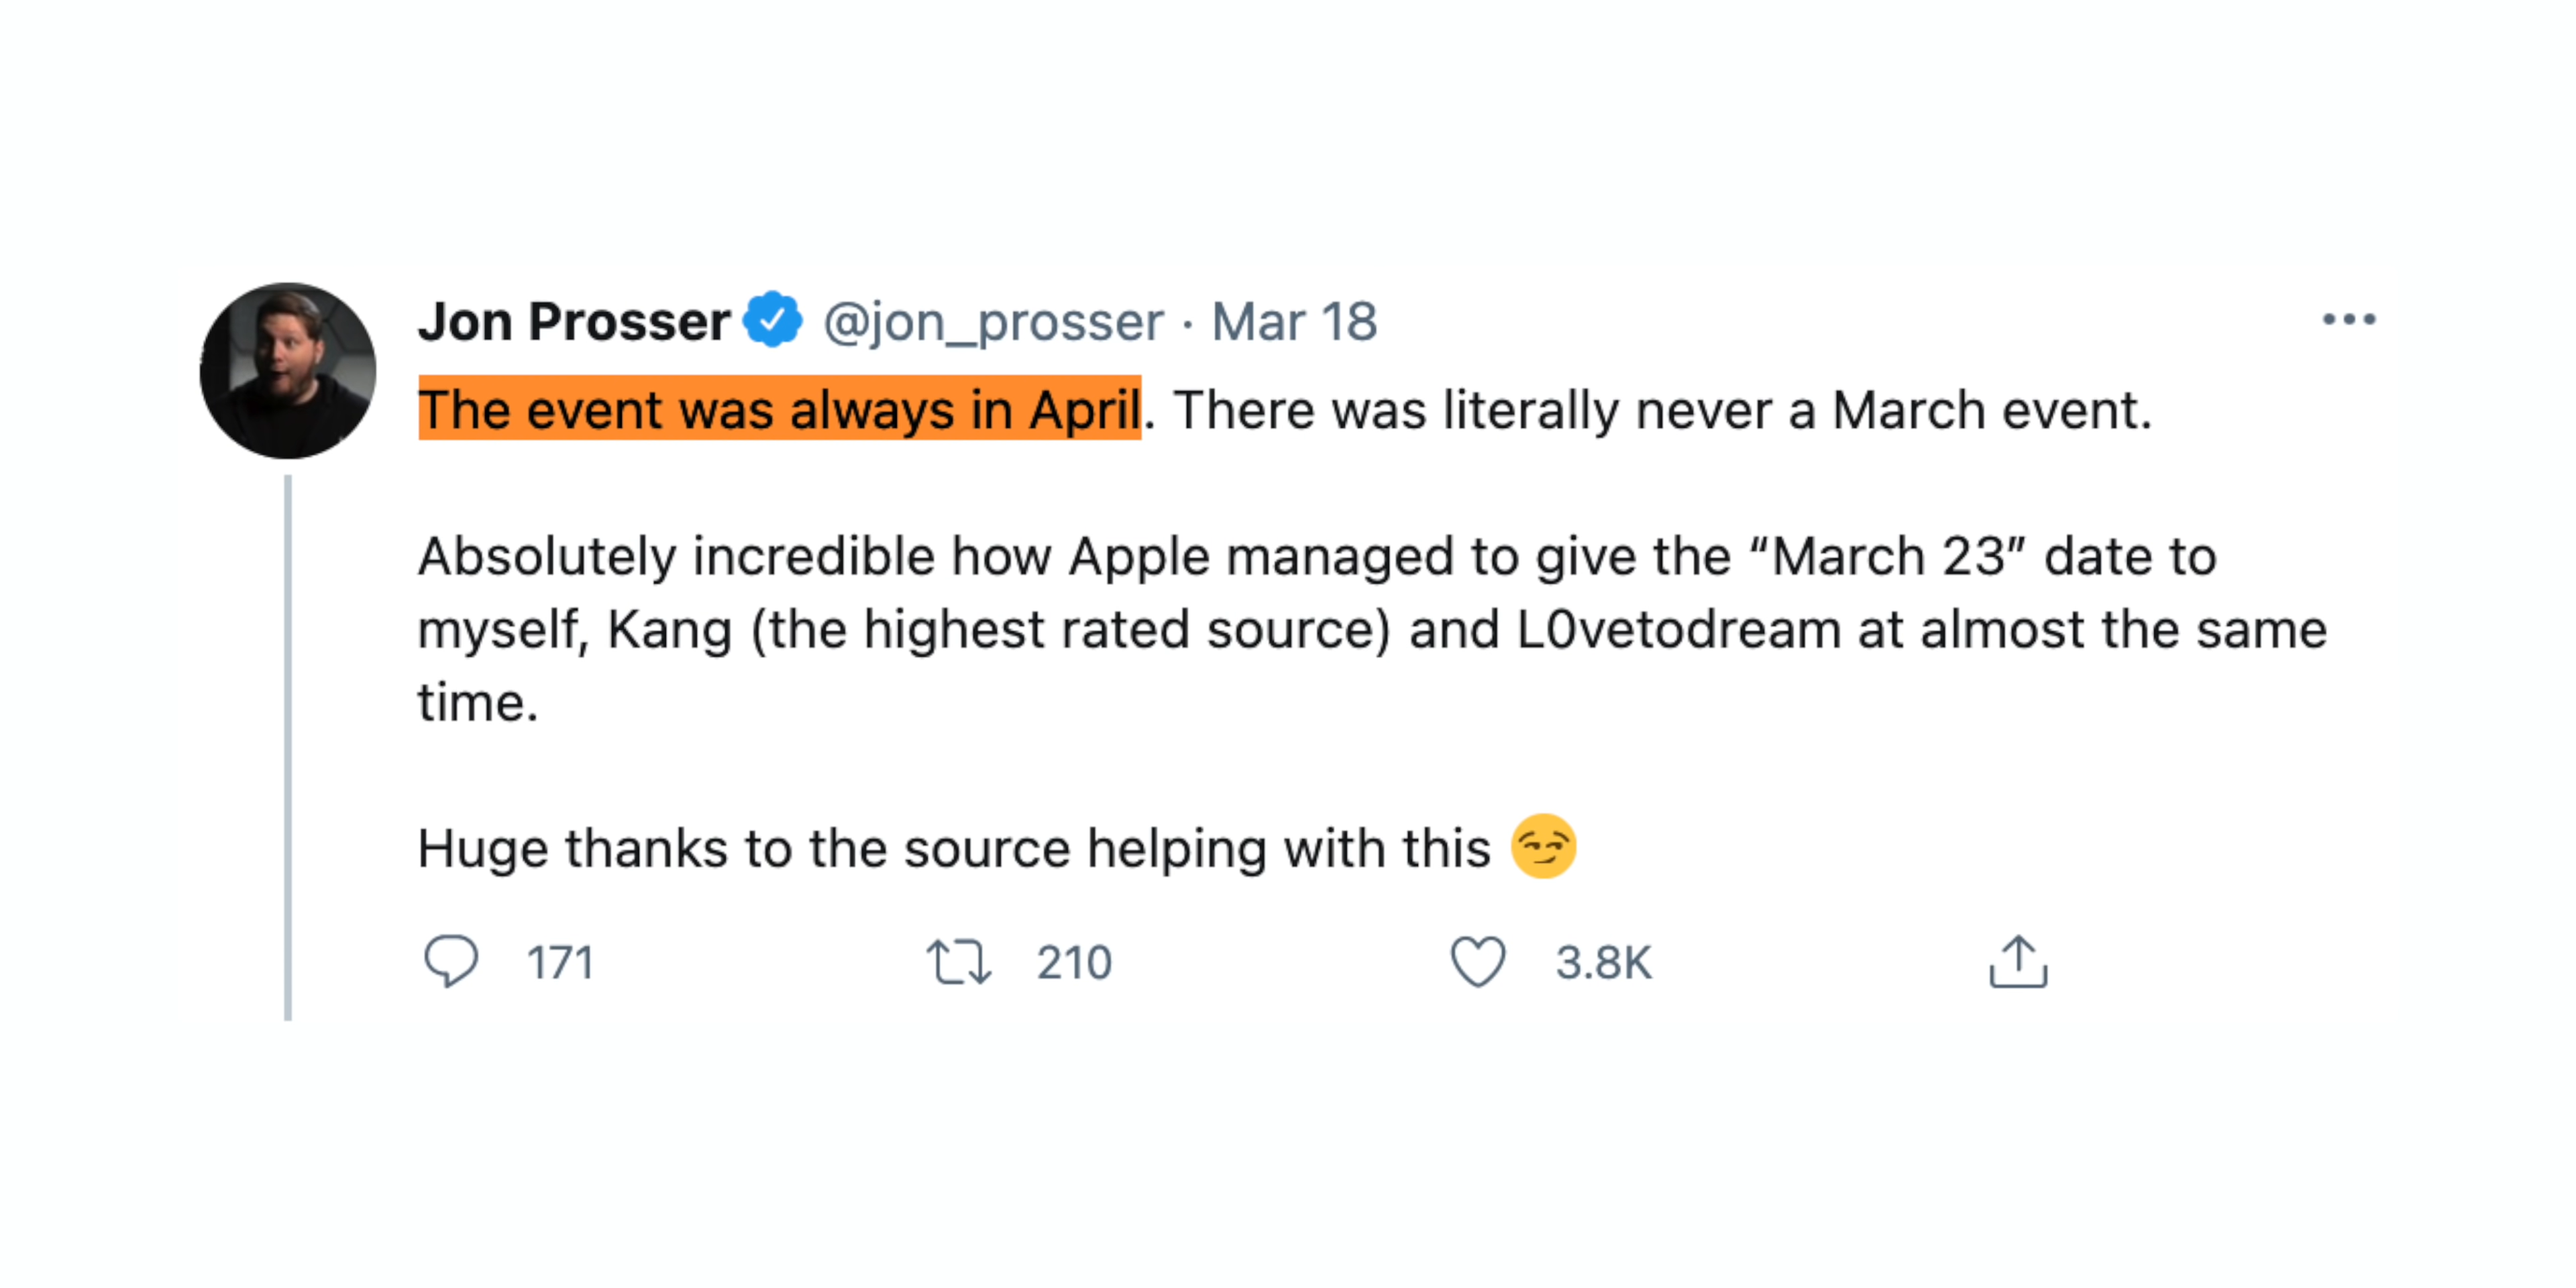 Jon Prosser @jon_prosser · Mar 18
The event was always in April. There was literally never a March event.
Absolutely incredible how Apple managed to give the “March 23” date to
myself, Kang (the highest rated source) and L0vetodream at almost the same
time.
Huge thanks to the source helping with this 😏
171 210 3.8K